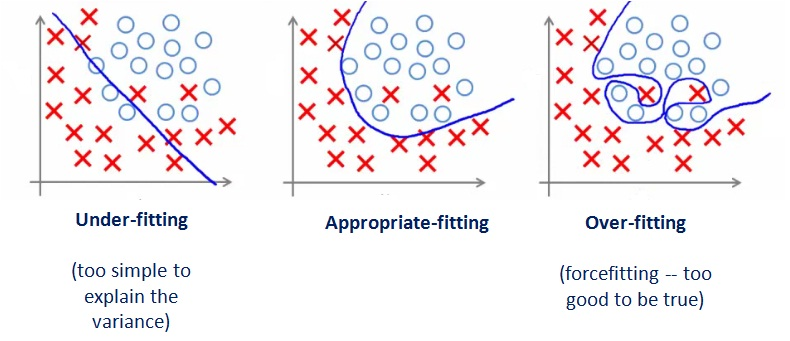 Under-fitting
Appropriate-fitting
Over-fitting
(too simple to
explain the
variance)
(forcefitting -- too
good to be true)